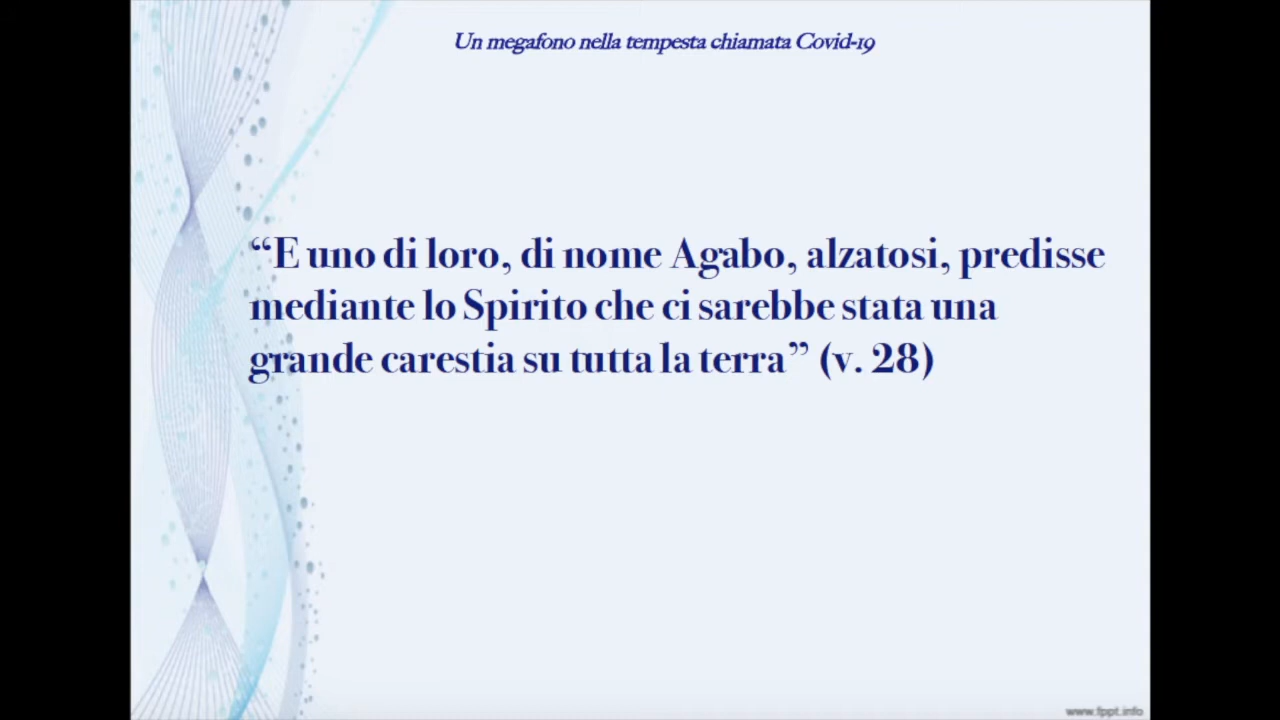 Un megafono nella tempesta chiamata Covid-19
“E uno di loro, di nome Agabo, alzatosi, predisse
mediante lo Spirito che ci sarebbe stata una
grande carestia su tutta la terra” (v. 28)
www.fppt.info